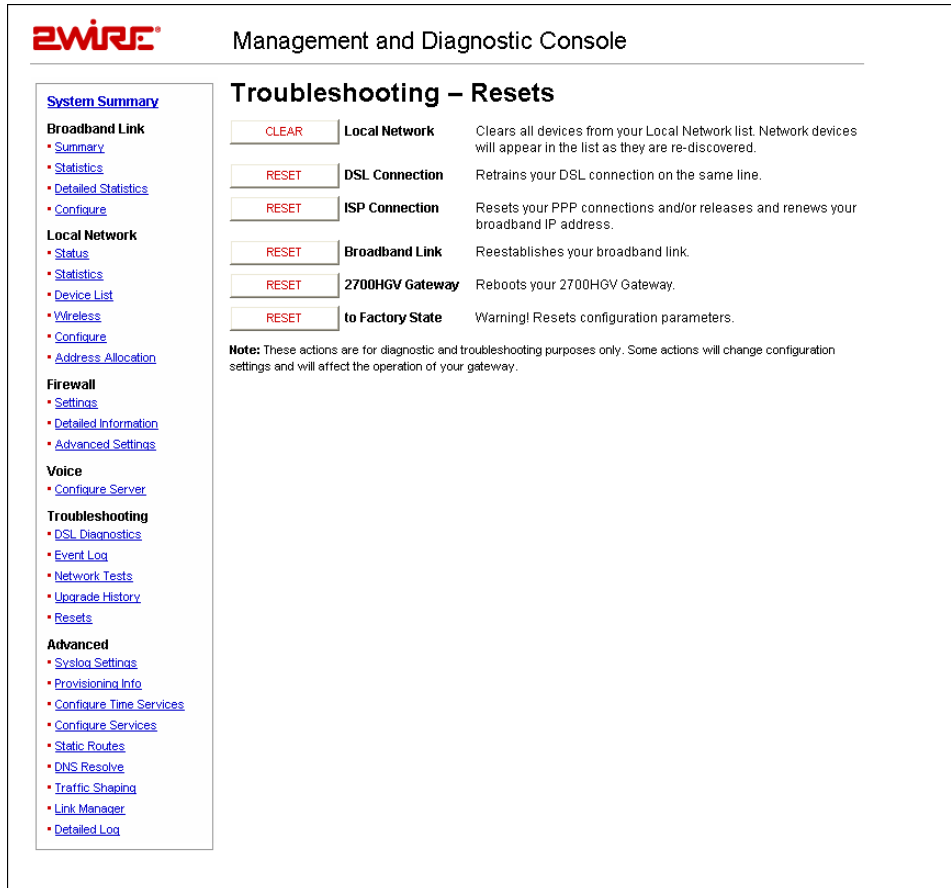 2WIRE®
Management and Diagnostic Console
System Summary
Broadband Link
Summary
Statistics
Detailed Statistics
Configure
Local Network
Status
Statistics
Device List
Wireless
Configure
Address Allocation
Firewall
Settings
Detailed Information
Advanced Settings
Voice
Configure Server
Troubleshooting
DSL Diagnostics
Event Log
Network Tests
Upgrade History
Resets
Advanced
Syslog Settings
Provisioning Info
Configure Time Services
Configure Services
Static Routes
DNS Resolve
Traffic Shaping
Link Manager
Detailed Log
Troubleshooting – Resets
CLEAR Local Network Clears all devices from your Local Network list. Network devices
will appear in the list as they are re-discovered.
RESET DSL Connection Retrains your DSL connection on the same line.
RESET ISP Connection Resets your PPP connections and/or releases and renews your
broadband IP address.
RESET Broadband Link Reestablishes your broadband link.
RESET 2700HGV Gateway Reboots your 2700HGV Gateway.
RESET to Factory State Warning! Resets configuration parameters.
Note: These actions are for diagnostic and troubleshooting purposes only. Some actions will change configuration
settings and will affect the operation of your gateway.